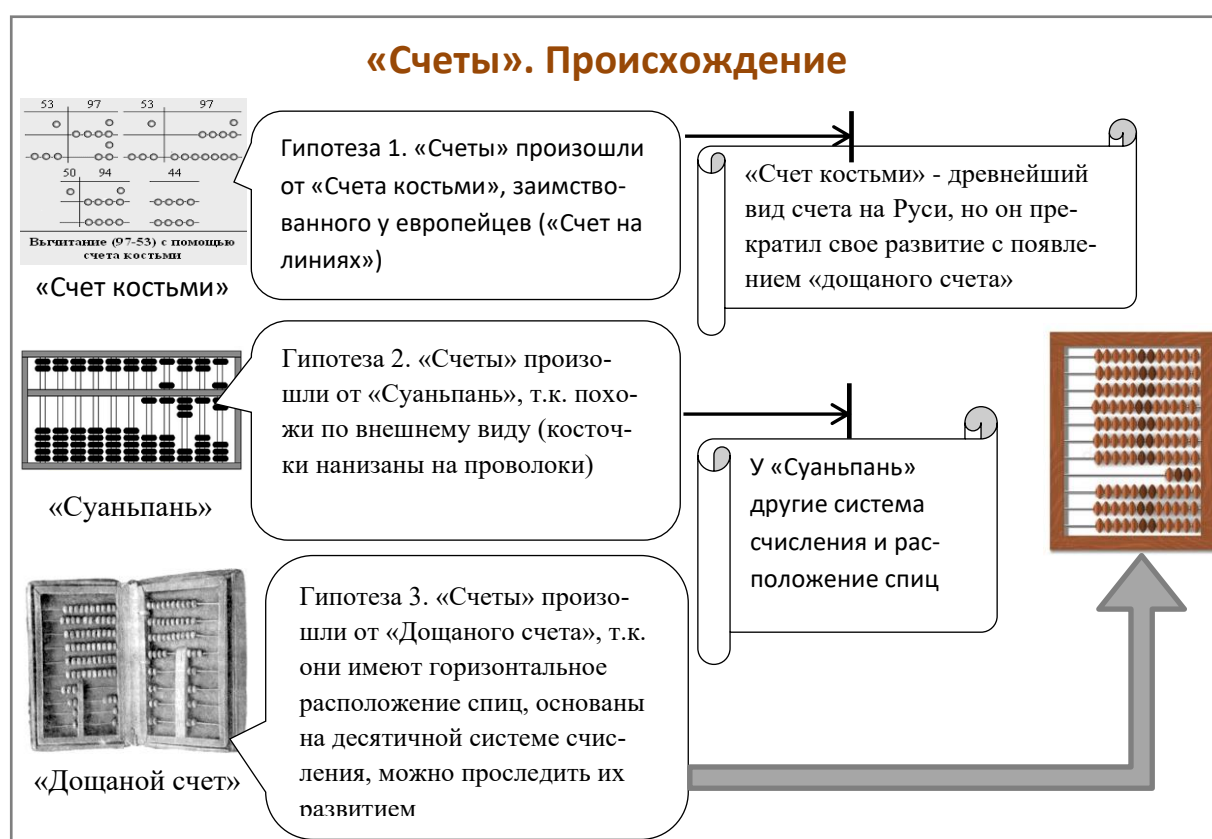 «Счеты». Происхождение
53 97 53 97
50 94 44
Вычитание (97-53) с помощью
счета костьми
«Счет костьми»
Гипотеза 1. «Счеты» произошли
от «Счета костьми», заимство-
ванного у европейцев («Счет на
линиях»)
«Счет костьми» - древнейший
вид счета на Руси, но он пре-
кратил свое развитие с появле-
нием «дощаного счета»
«Суаньпань»
Гипотеза 2. «Счеты» произо-
шли от «Суаньпань», т.к. похо-
жи по внешнему виду (косточ-
ки нанизаны на проволоки)
У «Суаньпань»
другие система
счисления и рас-
положение спиц
«Дощаной счет»
Гипотеза 3. «Счеты» произо-
шли от «Дощаного счета», т.к.
они имеют горизонтальное
расположение спиц, основаны
на десятичной системе счис-
ления, можно проследить их
развитием